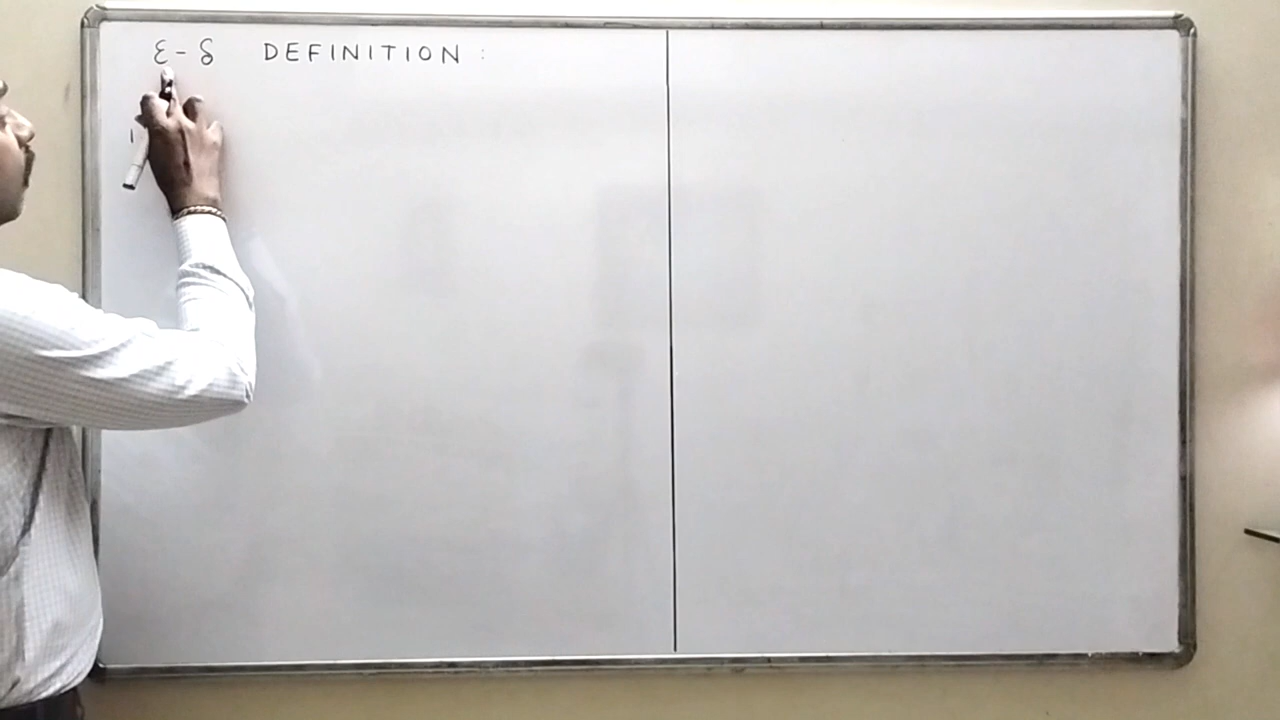 ε - δ DEFINITION :